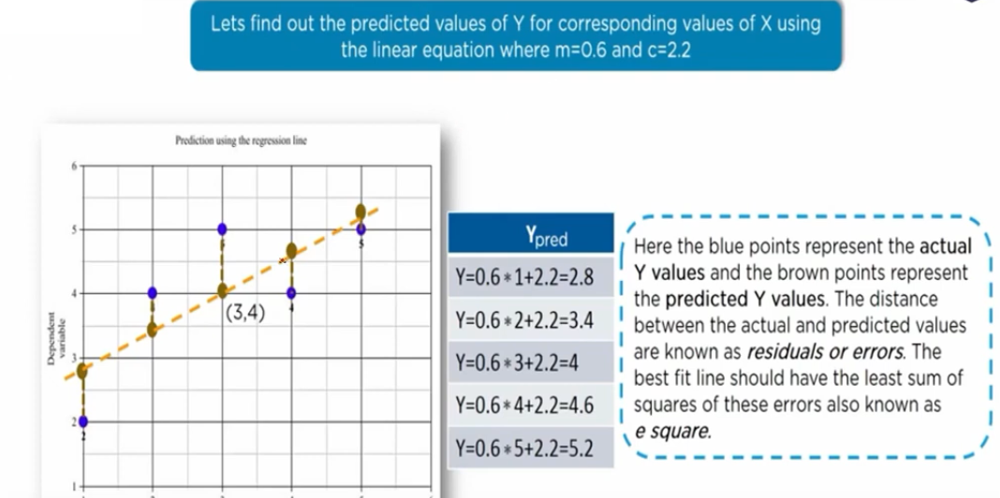 Lets find out the predicted values of Y for corresponding values of X using
the linear equation where m=0.6 and c=2.2
Prediction using the regression line
6
5
4
3
2
1
Dependent
variable
(3,4)
2
4
5
Ypred
Y=0.6*1+2.2=2.8
Y=0.6*2+2.2=3.4
Y=0.6*3+2.2=4
Y=0.6*4+2.2=4.6
Y=0.6*5+2.2=5.2
Here the blue points represent the actual
Y values and the brown points represent
the predicted Y values. The distance
between the actual and predicted values
are known as residuals or errors. The
best fit line should have the least sum of
squares of these errors also known as
e square.